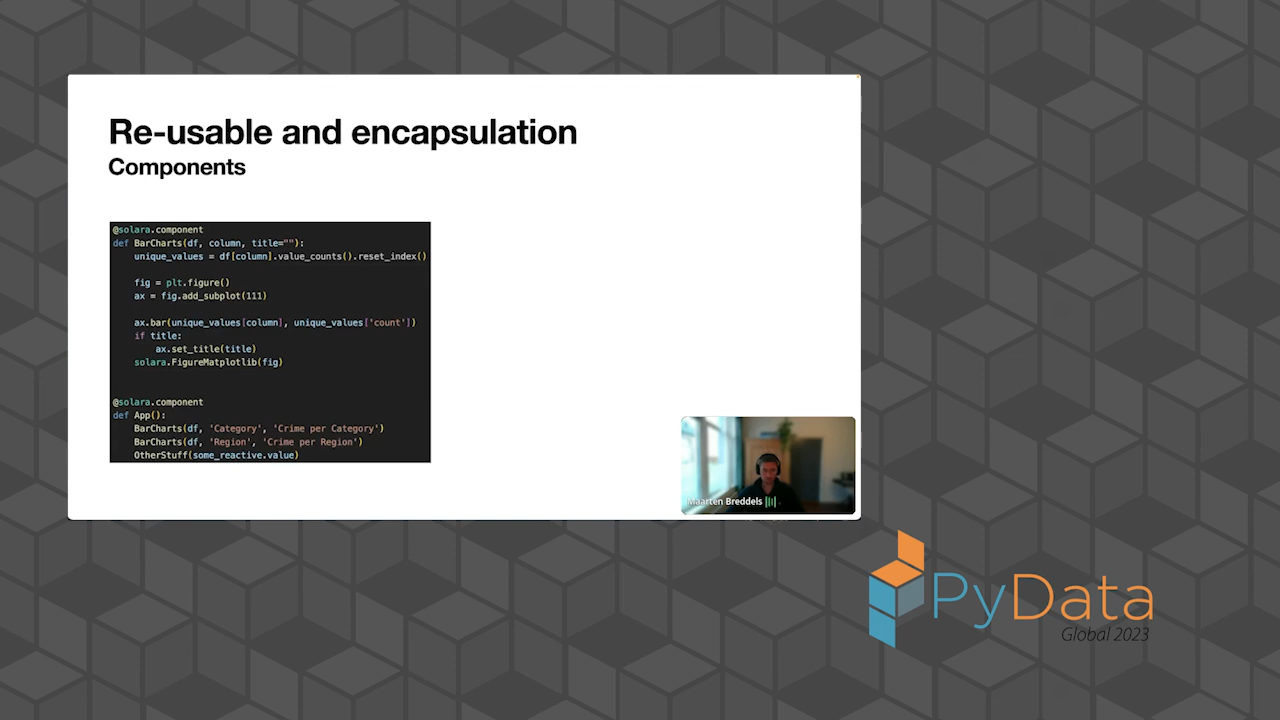 Re-usable and encapsulation
Components
@solara.component
def BarCharts(df, column, title=""):
    unique_values = df[column].value_counts().reset_index()
    fig = plt.figure()
    ax = fig.add_subplot(111)
    ax.bar(unique_values[column], unique_values['count'])
    if title:
        ax.set_title(title)
    solara.FigureMatplotlib(fig)
@solara.component
def App():
    BarCharts(df, 'Category', 'Crime per Category')
    BarCharts(df, 'Region', 'Crime per Region')
    OtherStuff(some_reactive.value)
Maarten Breddels
PyData
Global 2023